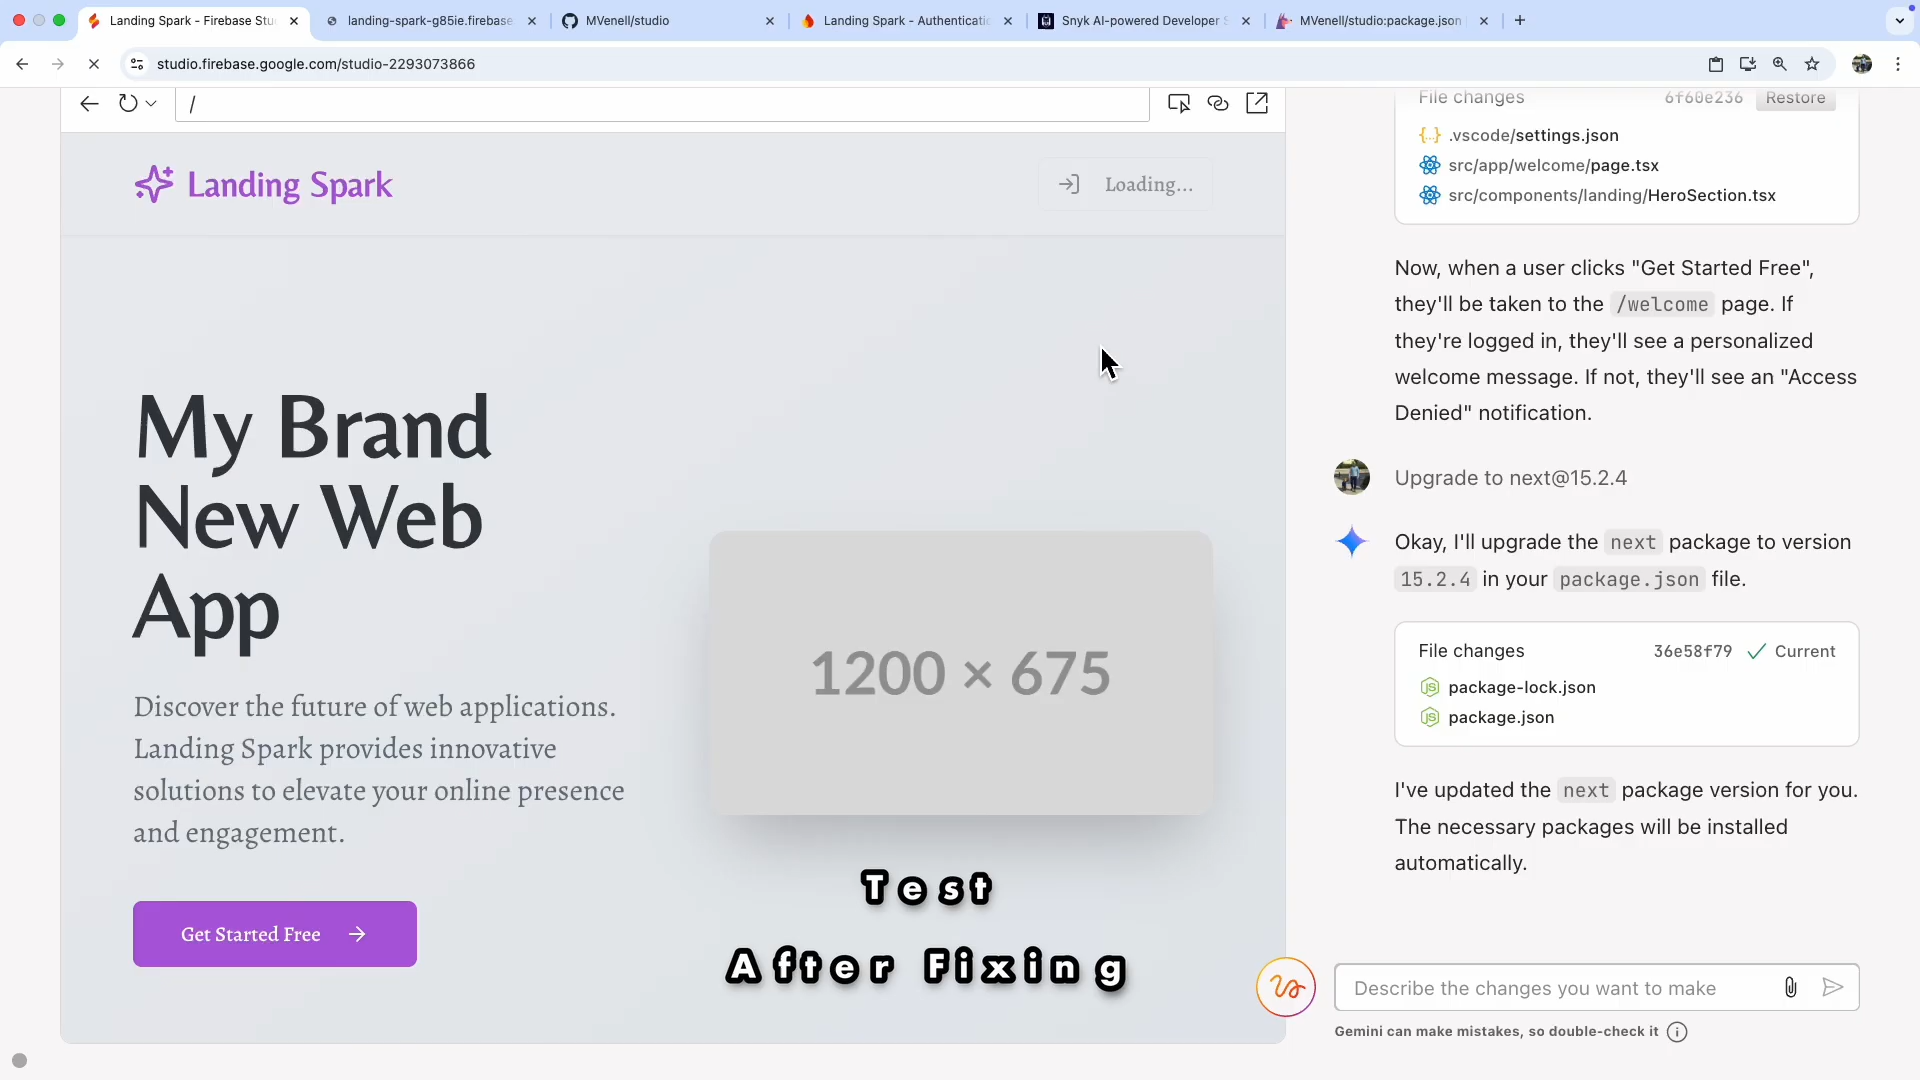 Landing Spark - Firebase Stu
landing-spark-g85ie.firebase
MVenell/studio
Landing Spark - Authenticatio
Snyk AI-powered Developer S
MVenell/studio:package.json
studio.firebase.google.com/studio-2293073866
/
Landing Spark
Loading...
My Brand
New Web
App
Discover the future of web applications.
Landing Spark provides innovative
solutions to elevate your online presence
and engagement.
Get Started Free
1200 × 675
Test
After Fixing
File changes 6f60e236 Restore
.vscode/settings.json
src/app/welcome/page.tsx
src/components/landing/HeroSection.tsx
Now, when a user clicks "Get Started Free",
they'll be taken to the /welcome page. If
they're logged in, they'll see a personalized
welcome message. If not, they'll see an "Access
Denied" notification.
Upgrade to next@15.2.4
Okay, I'll upgrade the next package to version
15.2.4 in your package.json file.
File changes 36e58f79 Current
package-lock.json
package.json
I've updated the next package version for you.
The necessary packages will be installed
automatically.
Describe the changes you want to make
Gemini can make mistakes, so double-check it